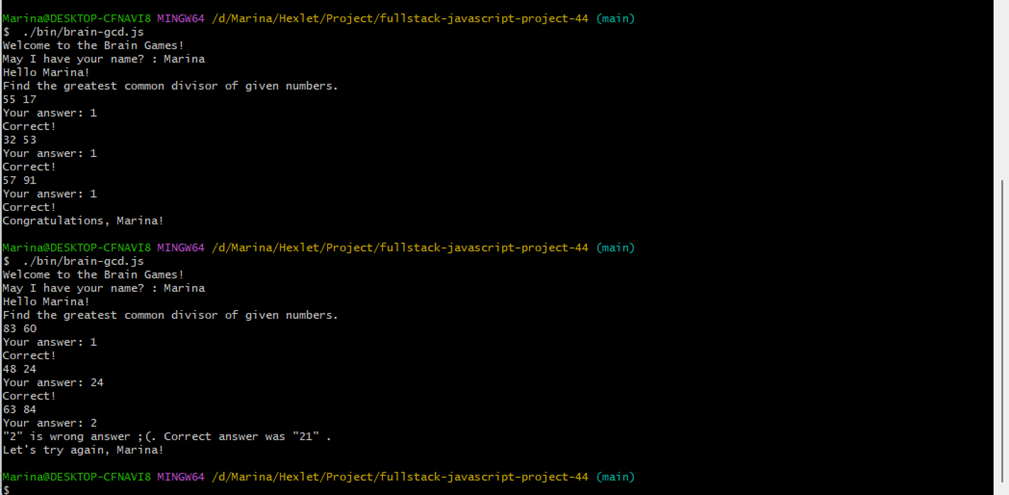 Marina@DESKTOP-CFNAVI8 MINGW64 /d/Marina/Hexlet/Project/fullstack-javascript-project-44 (main)
$ ./bin/brain-gcd.js
Welcome to the Brain Games!
May I have your name? : Marina
Hello Marina!
Find the greatest common divisor of given numbers.
55 17
Your answer: 1
Correct!
32 53
Your answer: 1
Correct!
57 91
Your answer: 1
Correct!
Congratulations, Marina!
Marina@DESKTOP-CFNAVI8 MINGW64 /d/Marina/Hexlet/Project/fullstack-javascript-project-44 (main)
$ ./bin/brain-gcd.js
Welcome to the Brain Games!
May I have your name? : Marina
Hello Marina!
Find the greatest common divisor of given numbers.
83 60
Your answer: 1
Correct!
48 24
Your answer: 24
Correct!
63 84
Your answer: 2
"2" is wrong answer ;(. Correct answer was "21" .
Let's try again, Marina!
Marina@DESKTOP-CFNAVI8 MINGW64 /d/Marina/Hexlet/Project/fullstack-javascript-project-44 (main)
$